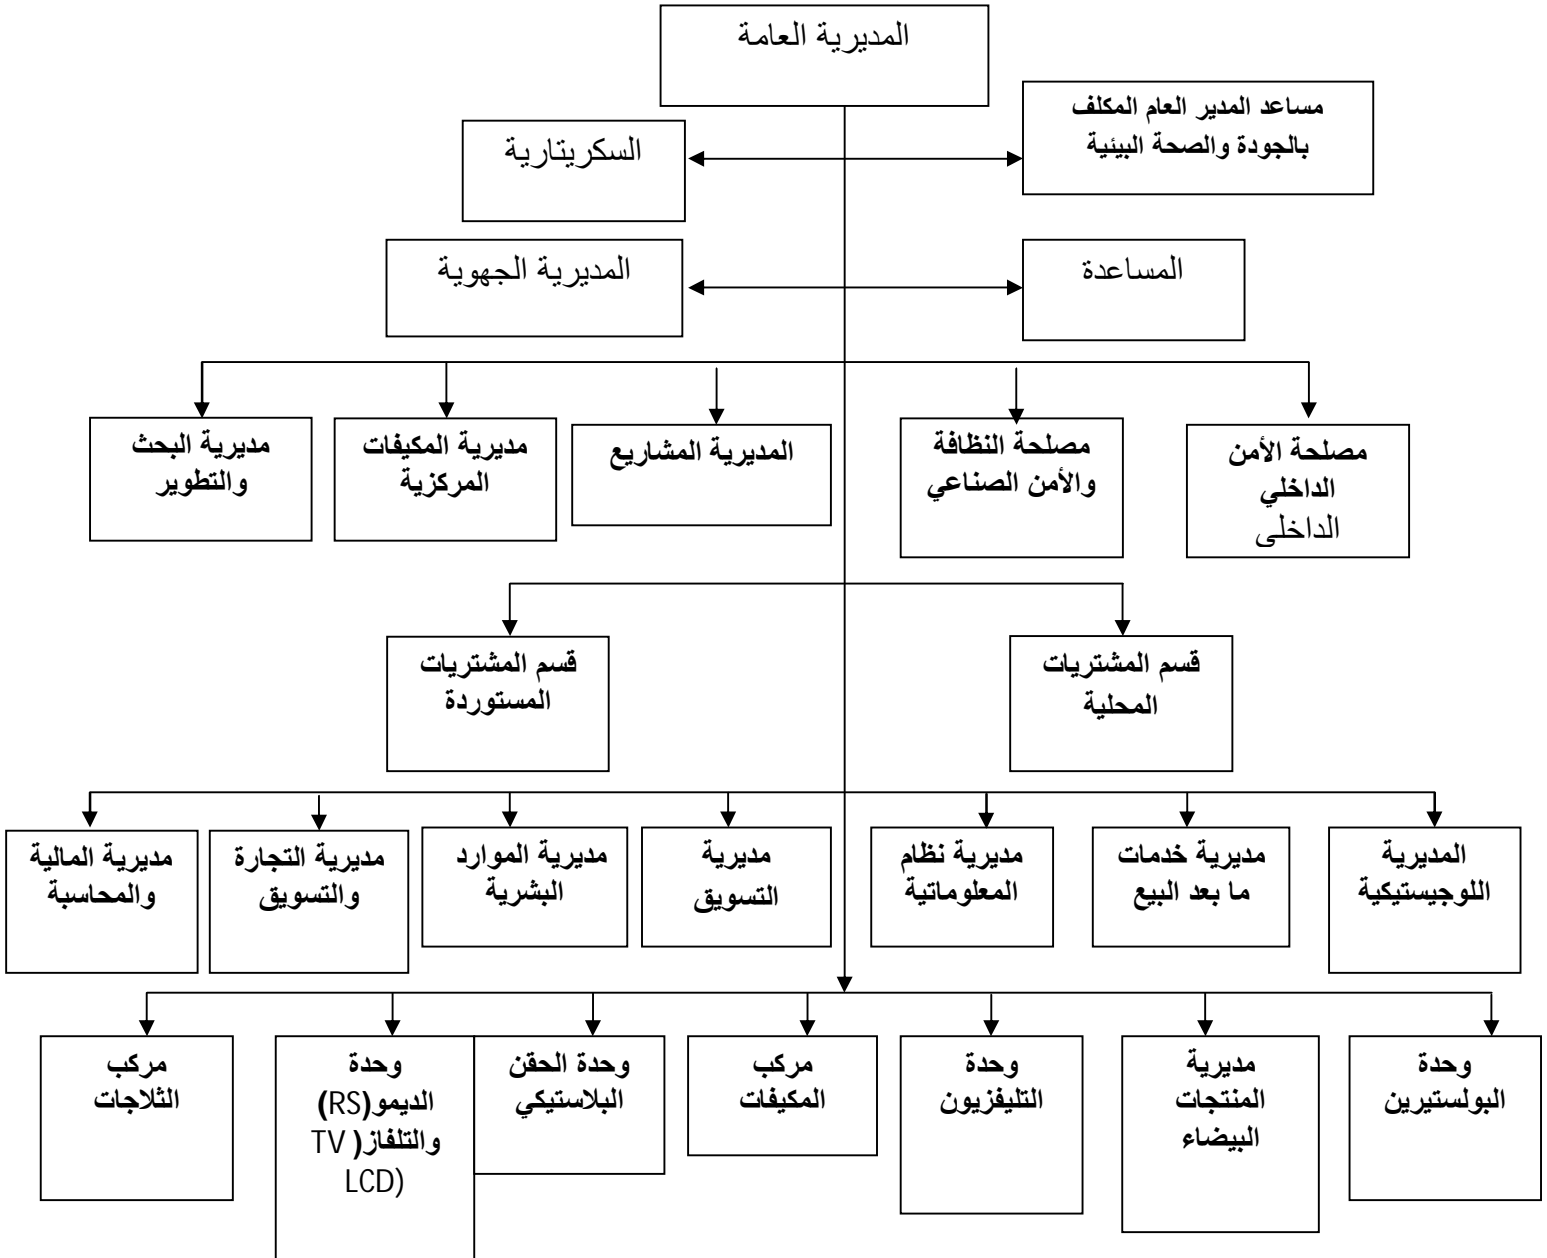 المديرية العامة
مساعد المدير العام المكلف
بالجودة والصحة البيئية
السكريتارية
المساعدة
المديرية الجهوية
مصلحة الأمن
الداخلي
الداخلي
مصلحة النظافة
والأمن الصناعي
المديرية المشاريع
مديرية المكيفات
المركزية
مديرية البحث
والتطوير
قسم المشتريات
المحلية
قسم المشتريات
المستوردة
المديرية
اللوجيستيكية
مديرية خدمات
ما بعد البيع
مديرية نظام
المعلوماتية
مديرية
التسويق
مديرية الموارد
البشرية
مديرية التجارة
والتسويق
مديرية المالية
والمحاسبة
وحدة
البولستيرين
مديرية
المنتجات
البيضاء
وحدة
التليفزيون
مركب
المكيفات
وحدة الحقن
البلاستيكي
وحدة
الديمو(RS)
والتلفاز( TV
LCD)
مركب
الثلاجات